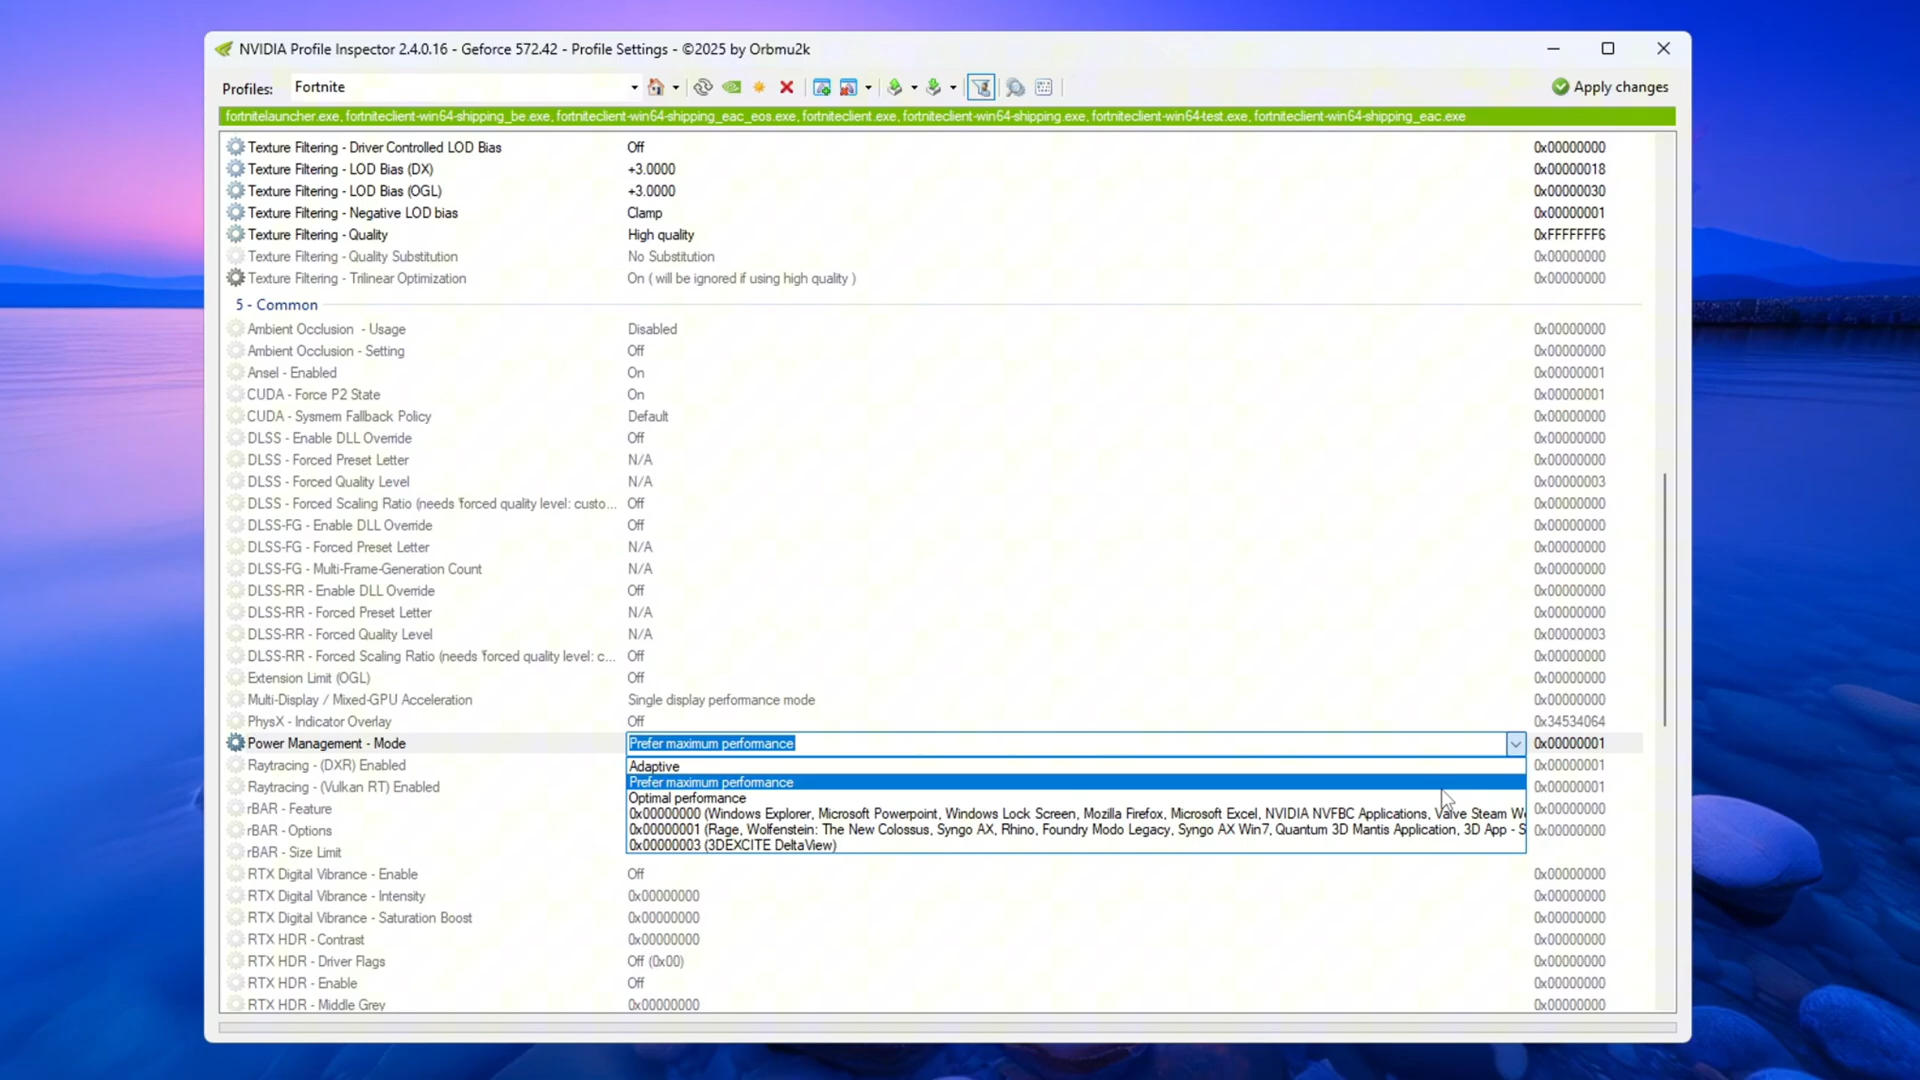 NVIDIA Profile Inspector 2.4.0.16 - Geforce 572.42 - Profile Settings - ©2025 by Orbmu2k
Profiles: Fortnite Apply changes
fortnitelauncher.exe, fortniteclient-win64-shipping_be.exe, fortniteclient-win64-shipping_eac_eos.exe, fortniteclient.exe, fortniteclient-win64-shipping.exe, fortniteclient-win64-test.exe, fortniteclient-win64-shipping_eac.exe
Texture Filtering - Driver Controlled LOD Bias Off 0x00000000
Texture Filtering - LOD Bias (DX) +3.0000 0x00000018
Texture Filtering - LOD Bias (OGL) +3.0000 0x00000030
Texture Filtering - Negative LOD bias Clamp 0x00000001
Texture Filtering - Quality High quality 0xFFFFFFF6
Texture Filtering - Quality Substitution No Substitution 0x00000000
Texture Filtering - Trilinear Optimization On ( will be ignored if using high quality ) 0x00000000
5 - Common
Ambient Occlusion - Usage Disabled 0x00000000
Ambient Occlusion - Setting Off 0x00000000
Ansel - Enabled On 0x00000001
CUDA - Force P2 State On 0x00000001
CUDA - Sysmem Fallback Policy Default 0x00000000
DLSS - Enable DLL Override Off 0x00000000
DLSS - Forced Preset Letter N/A 0x00000000
DLSS - Forced Quality Level N/A 0x00000003
DLSS - Forced Scaling Ratio (needs 'forced quality level: custo... Off 0x00000000
DLSS-FG - Enable DLL Override Off 0x00000000
DLSS-FG - Forced Preset Letter N/A 0x00000000
DLSS-FG - Multi-Frame-Generation Count N/A 0x00000000
DLSS-RR - Enable DLL Override Off 0x00000000
DLSS-RR - Forced Preset Letter N/A 0x00000000
DLSS-RR - Forced Quality Level N/A 0x00000003
DLSS-RR - Forced Scaling Ratio (needs 'forced quality level: c... Off 0x00000000
Extension Limit (OGL) Off 0x00000000
Multi-Display / Mixed-GPU Acceleration Single display performance mode 0x00000000
PhysX - Indicator Overlay Off 0x34534064
Power Management - Mode Prefer maximum performance 0x00000001
Raytracing - (DXR) Enabled Adaptive 0x00000001
Prefer maximum performance
Raytracing - (Vulkan RT) Enabled 0x00000001
Optimal performance
rBAR - Feature 0x00000000 (Windows Explorer, Microsoft Powerpoint, Windows Lock Screen, Mozilla Firefox, Microsoft Excel, NVIDIA NVFBC Applications, Valve Steam We 0x00000000
rBAR - Options 0x00000001 (Rage, Wolfenstein: The New Colossus, Syngo AX, Rhino, Foundry Modo Legacy, Syngo AX Win7, Quantum 3D Mantis Application, 3D App - S 0x00000000
rBAR - Size Limit 0x00000003 (3DEXCITE DeltaView)
RTX Digital Vibrance - Enable Off 0x00000000
RTX Digital Vibrance - Intensity 0x00000000 0x00000000
RTX Digital Vibrance - Saturation Boost 0x00000000 0x00000000
RTX HDR - Contrast 0x00000000 0x00000000
RTX HDR - Driver Flags Off (0x00) 0x00000000
RTX HDR - Enable Off 0x00000000
RTX HDR - Middle Grey 0x00000000 0x00000000